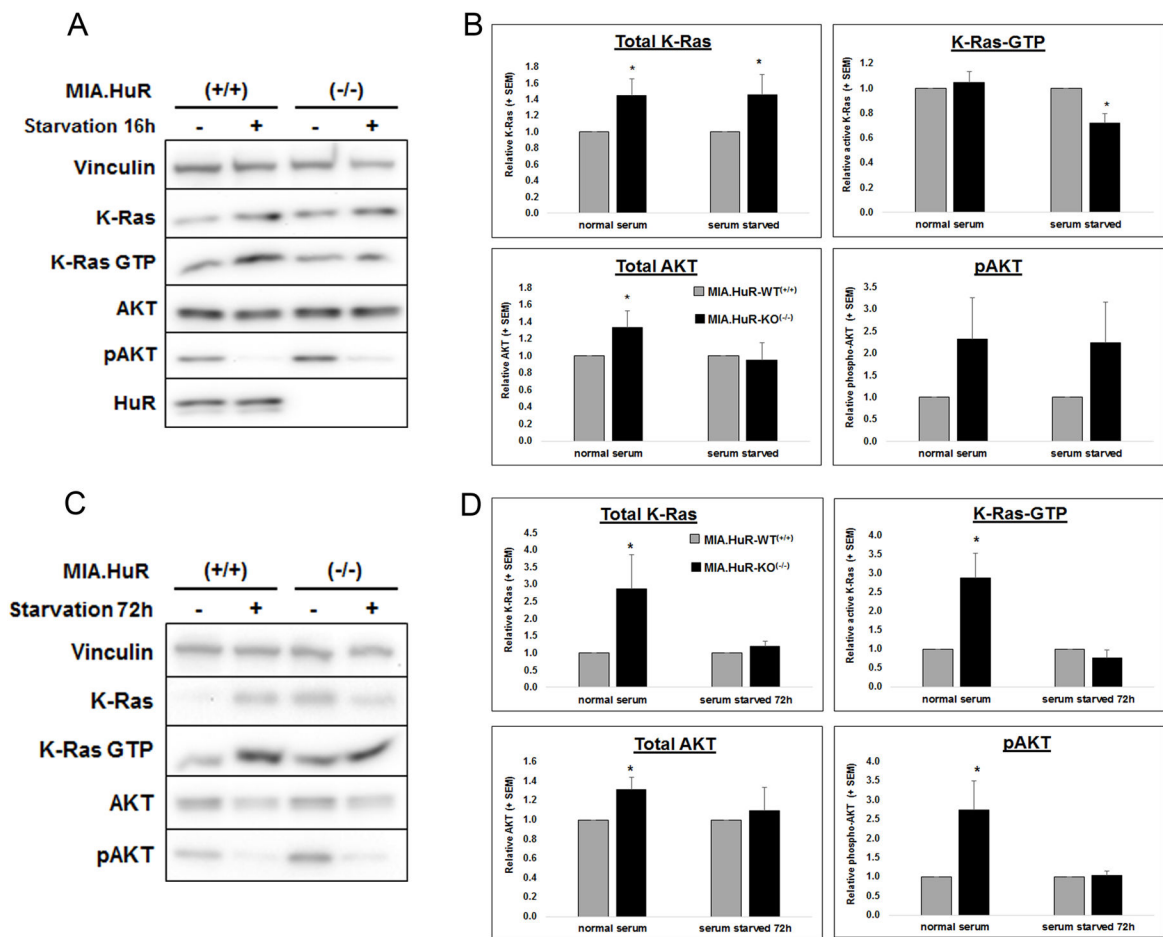 A
MIA.HuR (+/+) (-/-)
Starvation 16h - + - +
Vinculin
K-Ras
K-Ras GTP
AKT
pAKT
HuR
B
Total K-Ras
Relative K-Ras (+ SEM)
1.8
1.6
1.4
1.2
1.0
0.8
0.6
0.4
0.2
0.0
* *
normal serum serum starved
K-Ras-GTP
Relative active K-Ras (+ SEM)
1.2
1.0
0.8
0.6
0.4
0.2
0.0
*
normal serum serum starved
Total AKT
Relative AKT (+ SEM)
1.8
1.6
1.4
1.2
1.0
0.8
0.6
0.4
0.2
0.0
*
MIA.HuR-WT(+/+)
MIA.HuR-KO(-/-)
normal serum serum starved
pAKT
Relative phospho-AKT (+ SEM)
3.5
3.0
2.5
2.0
1.5
1.0
0.5
0.0
normal serum serum starved
C
MIA.HuR (+/+) (-/-)
Starvation 72h - + - +
Vinculin
K-Ras
K-Ras GTP
AKT
pAKT
D
Total K-Ras
Relative K-Ras (+ SEM)
4.5
4.0
3.5
3.0
2.5
2.0
1.5
1.0
0.5
0.0
*
MIA.HuR-WT(+/+)
MIA.HuR-KO(-/-)
normal serum serum starved 72h
K-Ras-GTP
Relative active K-Ras (+ SEM)
4.0
3.5
3.0
2.5
2.0
1.5
1.0
0.5
0.0
*
normal serum serum starved 72h
Total AKT
Relative AKT (+ SEM)
1.6
1.4
1.2
1.0
1.4
1.4
0.4
0.2
0.0
*
normal serum serum starved 72h
pAKT
Relative phospho-AKT (+ SEM)
4.0
3.5
3.0
2.5
2.0
1.5
1.0
0.5
0.0
*
normal serum serum starved 72h